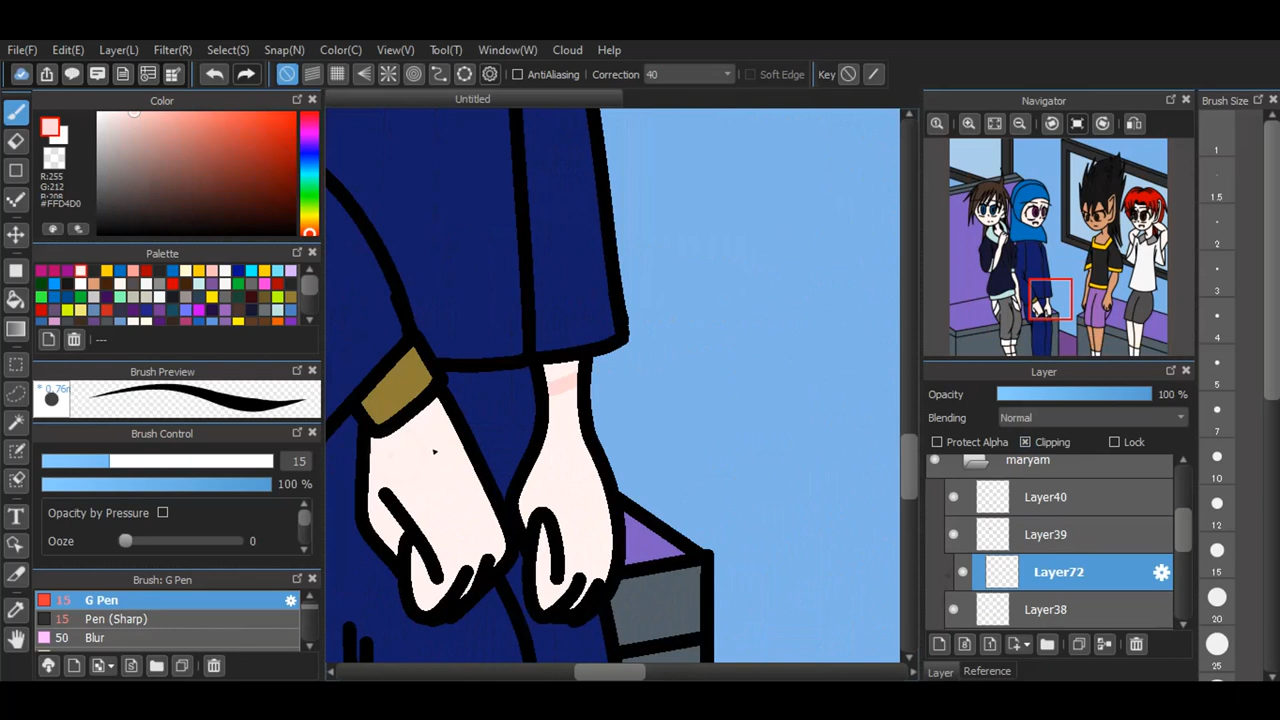 File(F) Edit(E) Layer(L) Filter(R) Select(S) Snap(N) Color(C) View(V) Tool(T) Window(W) Cloud Help
AntiAliasing Correction 40 Soft Edge Key
Color
Untitled
Navigator
Brush Size
R:255
G:212
B:208
#FFD4D0
Palette
---
Brush Preview
* 0.76m
Brush Control
15
100 %
Opacity by Pressure
Ooze 0
Brush: G Pen
15 G Pen
15 Pen (Sharp)
50 Blur
Layer
Opacity 100 %
Blending Normal
Protect Alpha Clipping Lock
maryam
Layer40
Layer39
Layer72
Layer38
Layer Reference
1
1.5
2
3
4
5
7
10
12
15
20
25